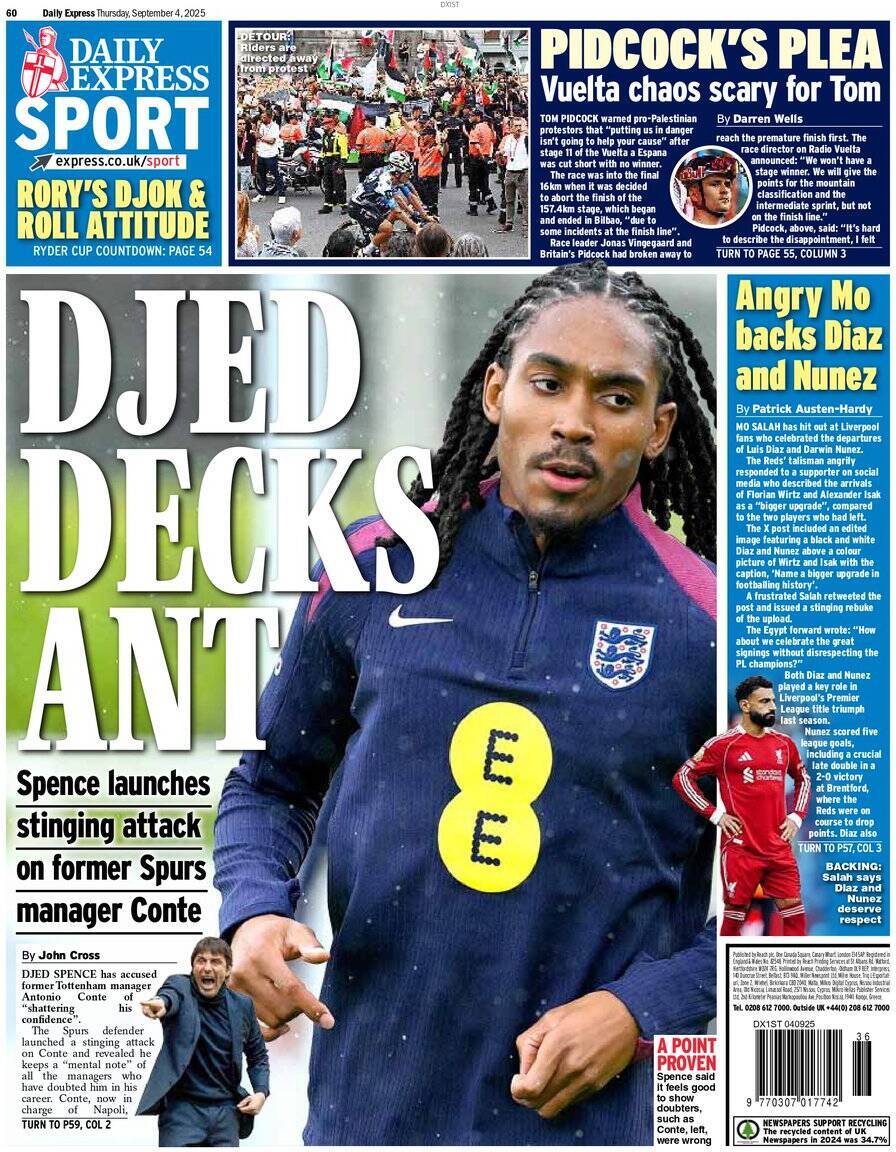 DX1ST
60 Daily Express Thursday, September 4, 2025
DAILY
EXPRESS
SPORT
express.co.uk/sport
RORY'S DJOK &
ROLL ATTITUDE
RYDER CUP COUNTDOWN: PAGE 54
DETOUR:
Riders are
directed away
from protest
PIDCOCK'S PLEA
Vuelta chaos scary for Tom
TOM PIDCOCK warned pro-Palestinian
protestors that "putting us in danger
isn't going to help your cause" after
stage 11 of the Vuelta a Espana
was cut short with no winner.
The race was into the final
16km when it was decided
to abort the finish of the
157.4km stage, which began
and ended in Bilbao, "due to
some incidents at the finish line".
Race leader Jonas Vingegaard and
Britain's Pidcock had broken away to
By Darren Wells
reach the premature finish first. The
race director on Radio Vuelta
announced: "We won't have a
stage winner. We will give the
points for the mountain
classification and the
intermediate sprint, but not
on the finish line."
Pidcock, above, said: "It's hard
to describe the disappointment, I felt
TURN TO PAGE 55, COLUMN 3
DJED
DECKS
ANT
Spence launches
stinging attack
on former Spurs
manager Conte
By John Cross
DJED SPENCE has accused
former Tottenham manager
Antonio Conte of
"shattering his
confidence".
The Spurs defender
launched a stinging attack
on Conte and revealed he
keeps a "mental note" of
all the managers who
have doubted him in his
career. Conte, now in
charge of Napoli,
TURN TO P59, COL 2
EE
A POINT
PROVEN
Spence said
it feels good
to show
doubters,
such as
Conte, left,
were wrong
Angry Mo
backs Diaz
and Nunez
By Patrick Austen-Hardy
MO SALAH has hit out at Liverpool
fans who celebrated the departures
of Luis Diaz and Darwin Nunez.
The Reds' talisman angrily
responded to a supporter on social
media who described the arrivals
of Florian Wirtz and Alexander Isak
as a "bigger upgrade", compared
to the two players who had left.
The X post included an edited
image featuring a black and white
Diaz and Nunez above a colour
picture of Wirtz and Isak with the
caption, 'Name a bigger upgrade in
footballing history'.
A frustrated Salah retweeted the
post and issued a stinging rebuke
of the upload.
The Egypt forward wrote: "How
about we celebrate the great
signings without disrespecting the
PL champions?"
Both Diaz and Nunez
played a key role in
Liverpool's Premier
League title triumph
last season.
Nunez scored five
league goals,
including a crucial
late double in a
2-0 victory
at Brentford,
where the
Reds were on
course to drop
points. Diaz also
TURN TO P57, COL 3
standard
chartered
BACKING:
Salah says
Diaz and
Nunez
deserve
respect
Published by Reach plc, One Canada Square, Canary Wharf, London E14 5AP. Registered in
Tel. 0208 612 7000. Outside UK +44(0) 208 612 7000
DX1ST 040925
36
9 770307 017742
NEWSPAPERS SUPPORT RECYCLING
The recycled content of UK
Newspapers in 2024 was 34.7%